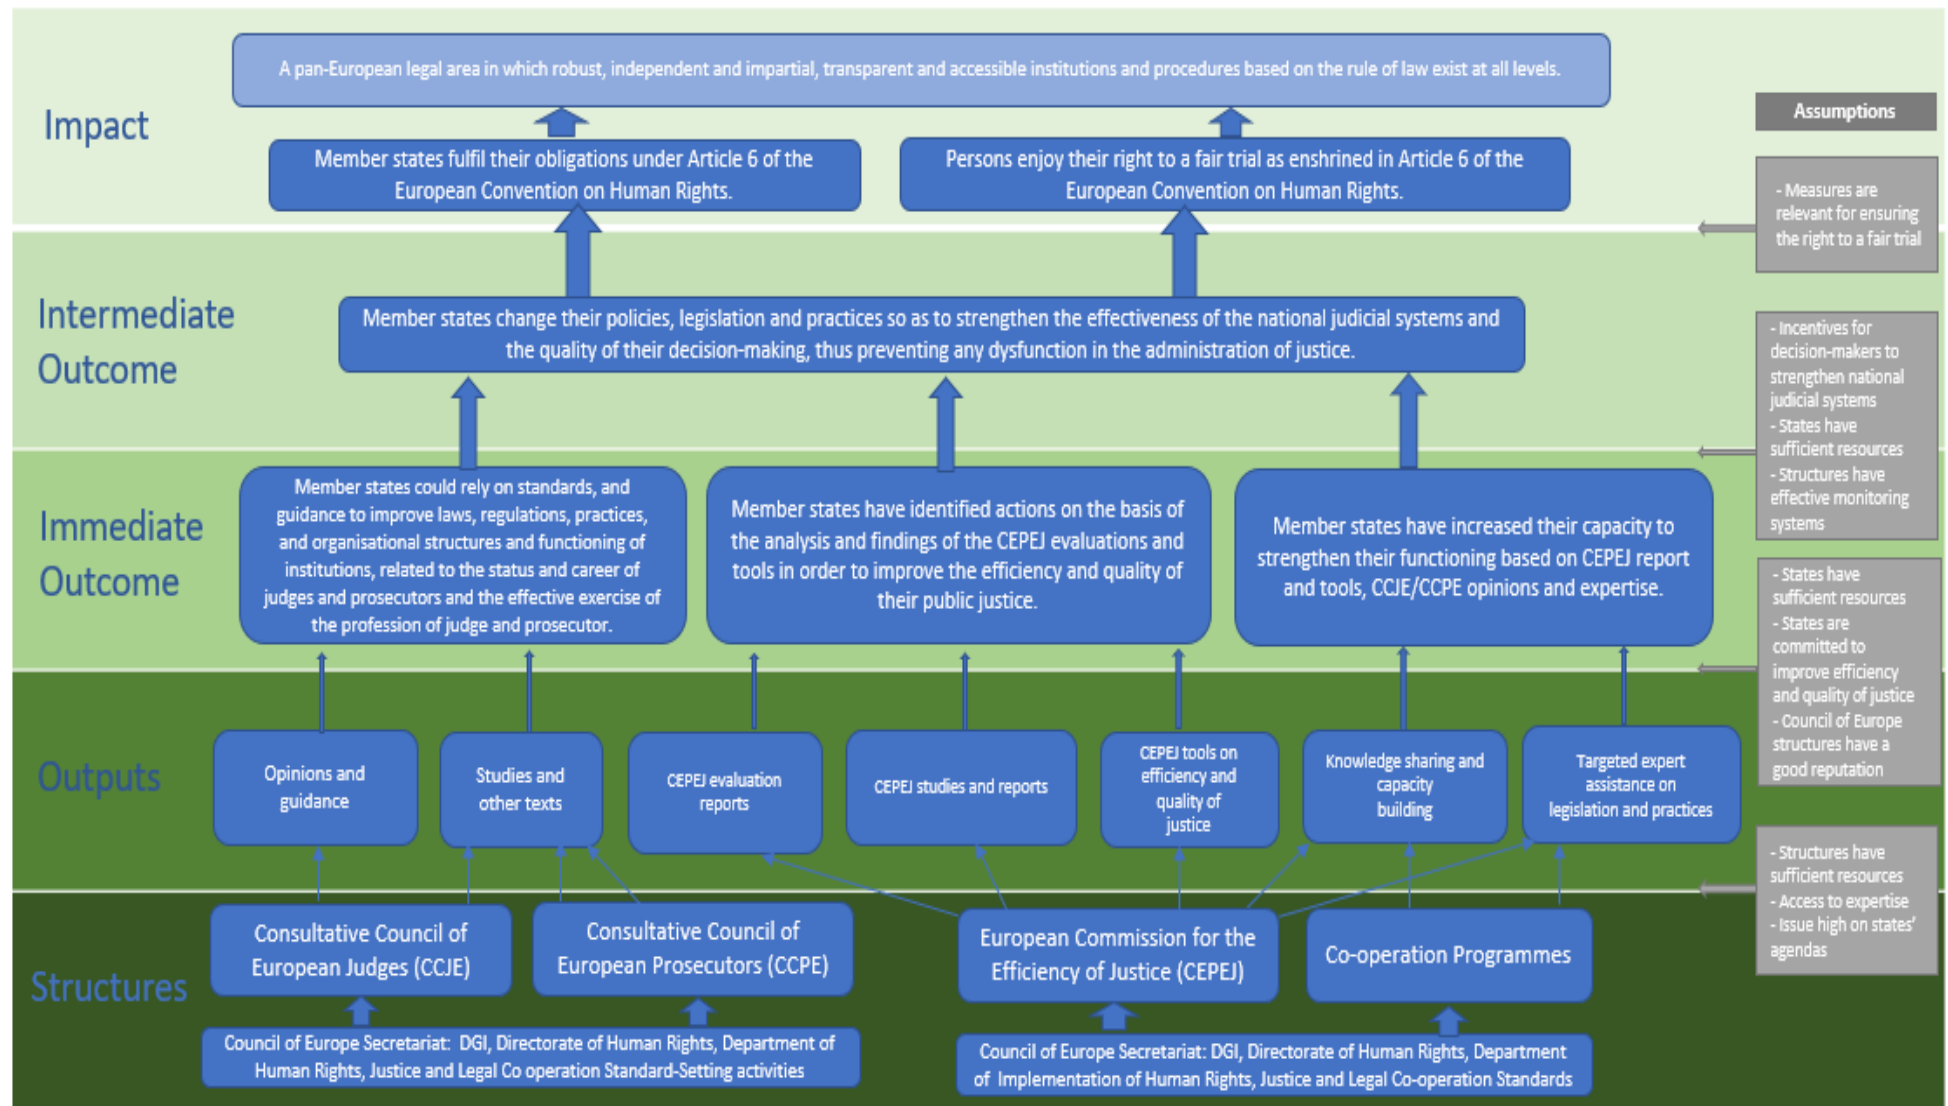 A pan-European legal area in which robust, independent and impartial, transparent and accessible institutions and procedures based on the rule of law exist at all levels.
Impact
Member states fulfil their obligations under Article 6 of the
European Convention on Human Rights.
Persons enjoy their right to a fair trial as enshrined in Article 6 of the
European Convention on Human Rights.
Intermediate
Outcome
Member states change their policies, legislation and practices so as to strengthen the effectiveness of the national judicial systems and
the quality of their decision-making, thus preventing any dysfunction in the administration of justice.
Immediate
Outcome
Member states could rely on standards, and
guidance to improve laws, regulations, practices,
and organisational structures and functioning of
institutions, related to the status and career of
judges and prosecutors and the effective exercise of
the profession of judge and prosecutor.
Member states have identified actions on the basis of
the analysis and findings of the CEPEJ evaluations and
tools in order to improve the efficiency and quality of
their public justice.
Member states have increased their capacity to
strengthen their functioning based on CEPEJ report
and tools, CCJE/CCPE opinions and expertise.
Outputs
Opinions and
guidance
Studies and
other texts
CEPEJ evaluation
reports
CEPEJ studies and reports
CEPEJ tools on
efficiency and
quality of
justice
Knowledge sharing and
capacity
building
Targeted expert
assistance on
legislation and practices
Structures
Consultative Council of
European Judges (CCJE)
Consultative Council of
European Prosecutors (CCPE)
European Commission for the
Efficiency of Justice (CEPEJ)
Co-operation Programmes
Council of Europe Secretariat:  DGI, Directorate of Human Rights, Department of
Human Rights, Justice and Legal Co operation Standard-Setting activities
Council of Europe Secretariat: DGI, Directorate of Human Rights, Department
of  Implementation of Human Rights, Justice and Legal Co-operation Standards
Assumptions
- Measures are
relevant for ensuring
the right to a fair trial
- Incentives for
decision-makers to
strengthen national
judicial systems
- States have
sufficient resources
- Structures have
effective monitoring
systems
- States have
sufficient resources
- States are
committed to
improve efficiency
and quality of justice
- Council of Europe
structures have a
good reputation
- Structures have
sufficient resources
- Access to expertise
- Issue high on states'
agendas